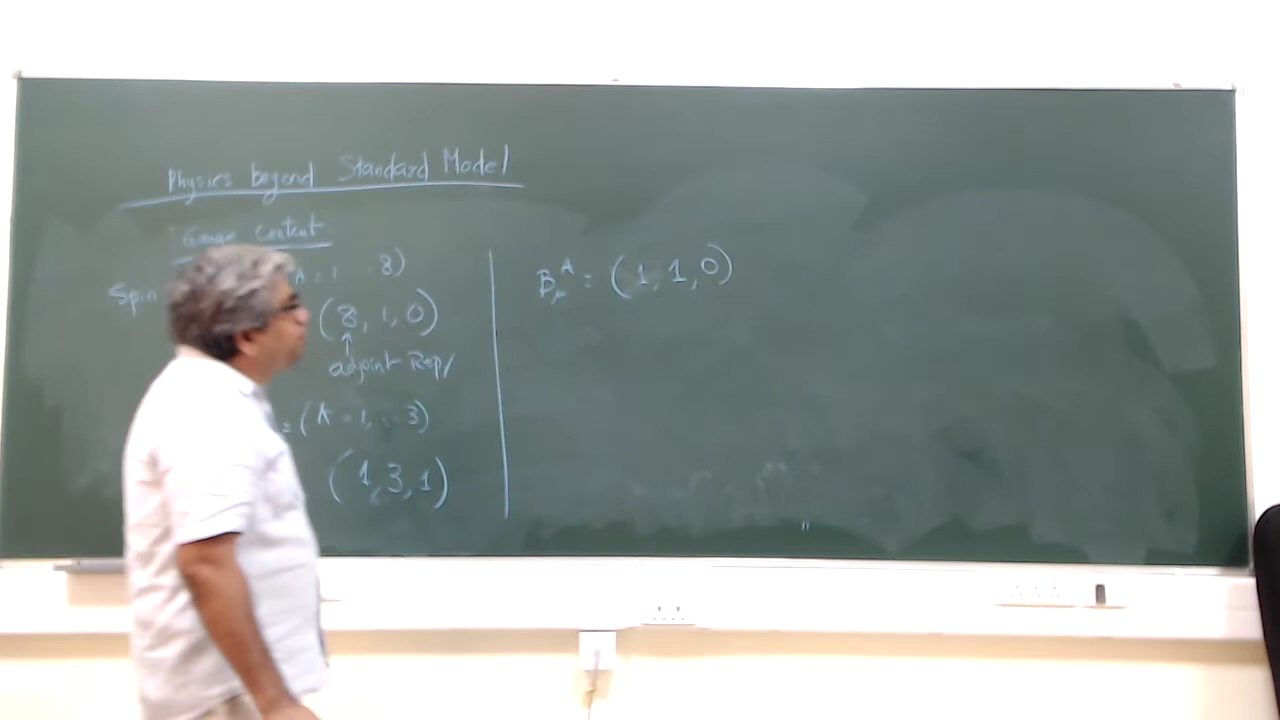 Physics beyond Standard Model
Gauge Content
Spin
A = 1 8)
(8, 1, 0)
↑
adjoint Rep/
= (A = 1, .. 3)
(1, 3, 1)
B_μ^A : (1, 1, 0)